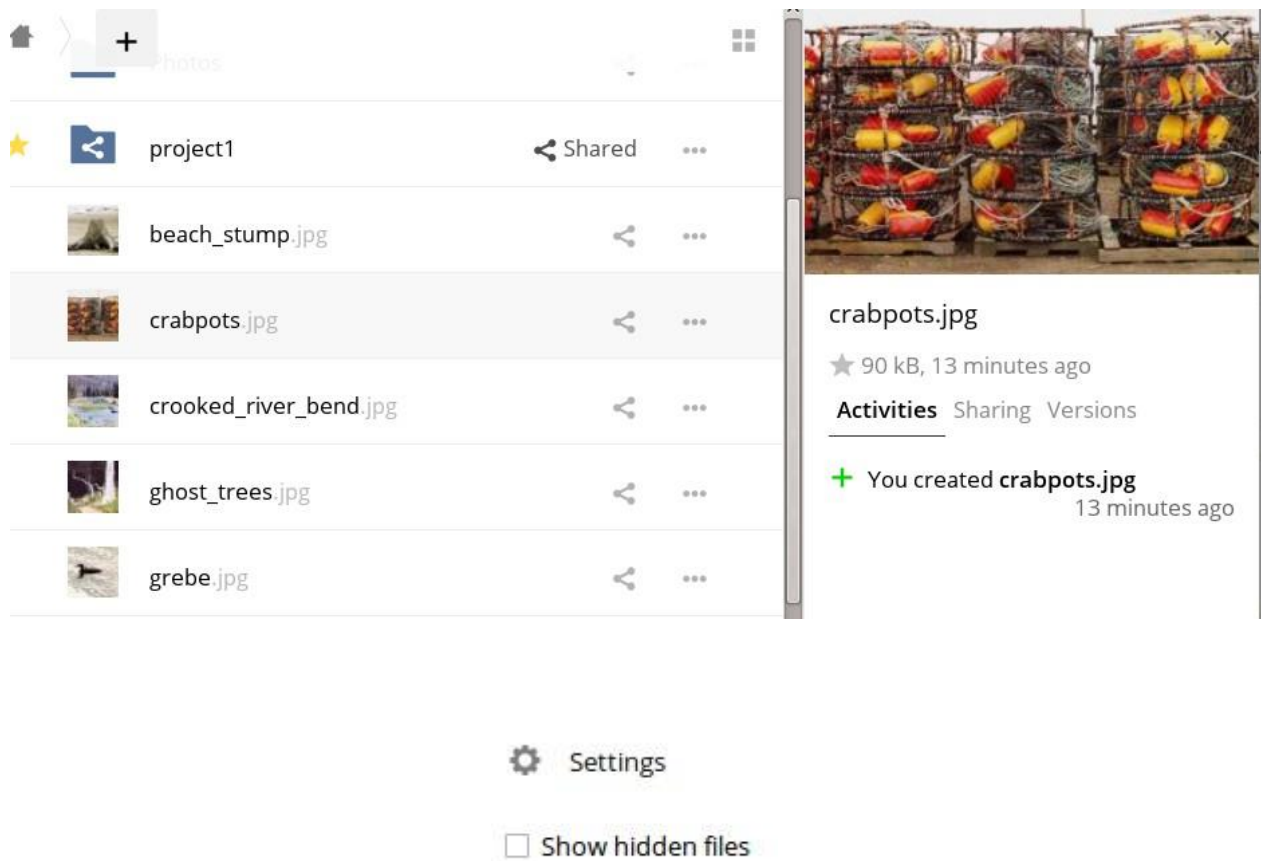 +
Photos
project1 Shared ...
beach_stump.jpg ...
crabpots.jpg ...
crooked_river_bend.jpg ...
ghost_trees.jpg ...
grebe.jpg ...
crabpots.jpg
90 kB, 13 minutes ago
Activities Sharing Versions
+ You created crabpots.jpg
13 minutes ago
Settings
Show hidden files